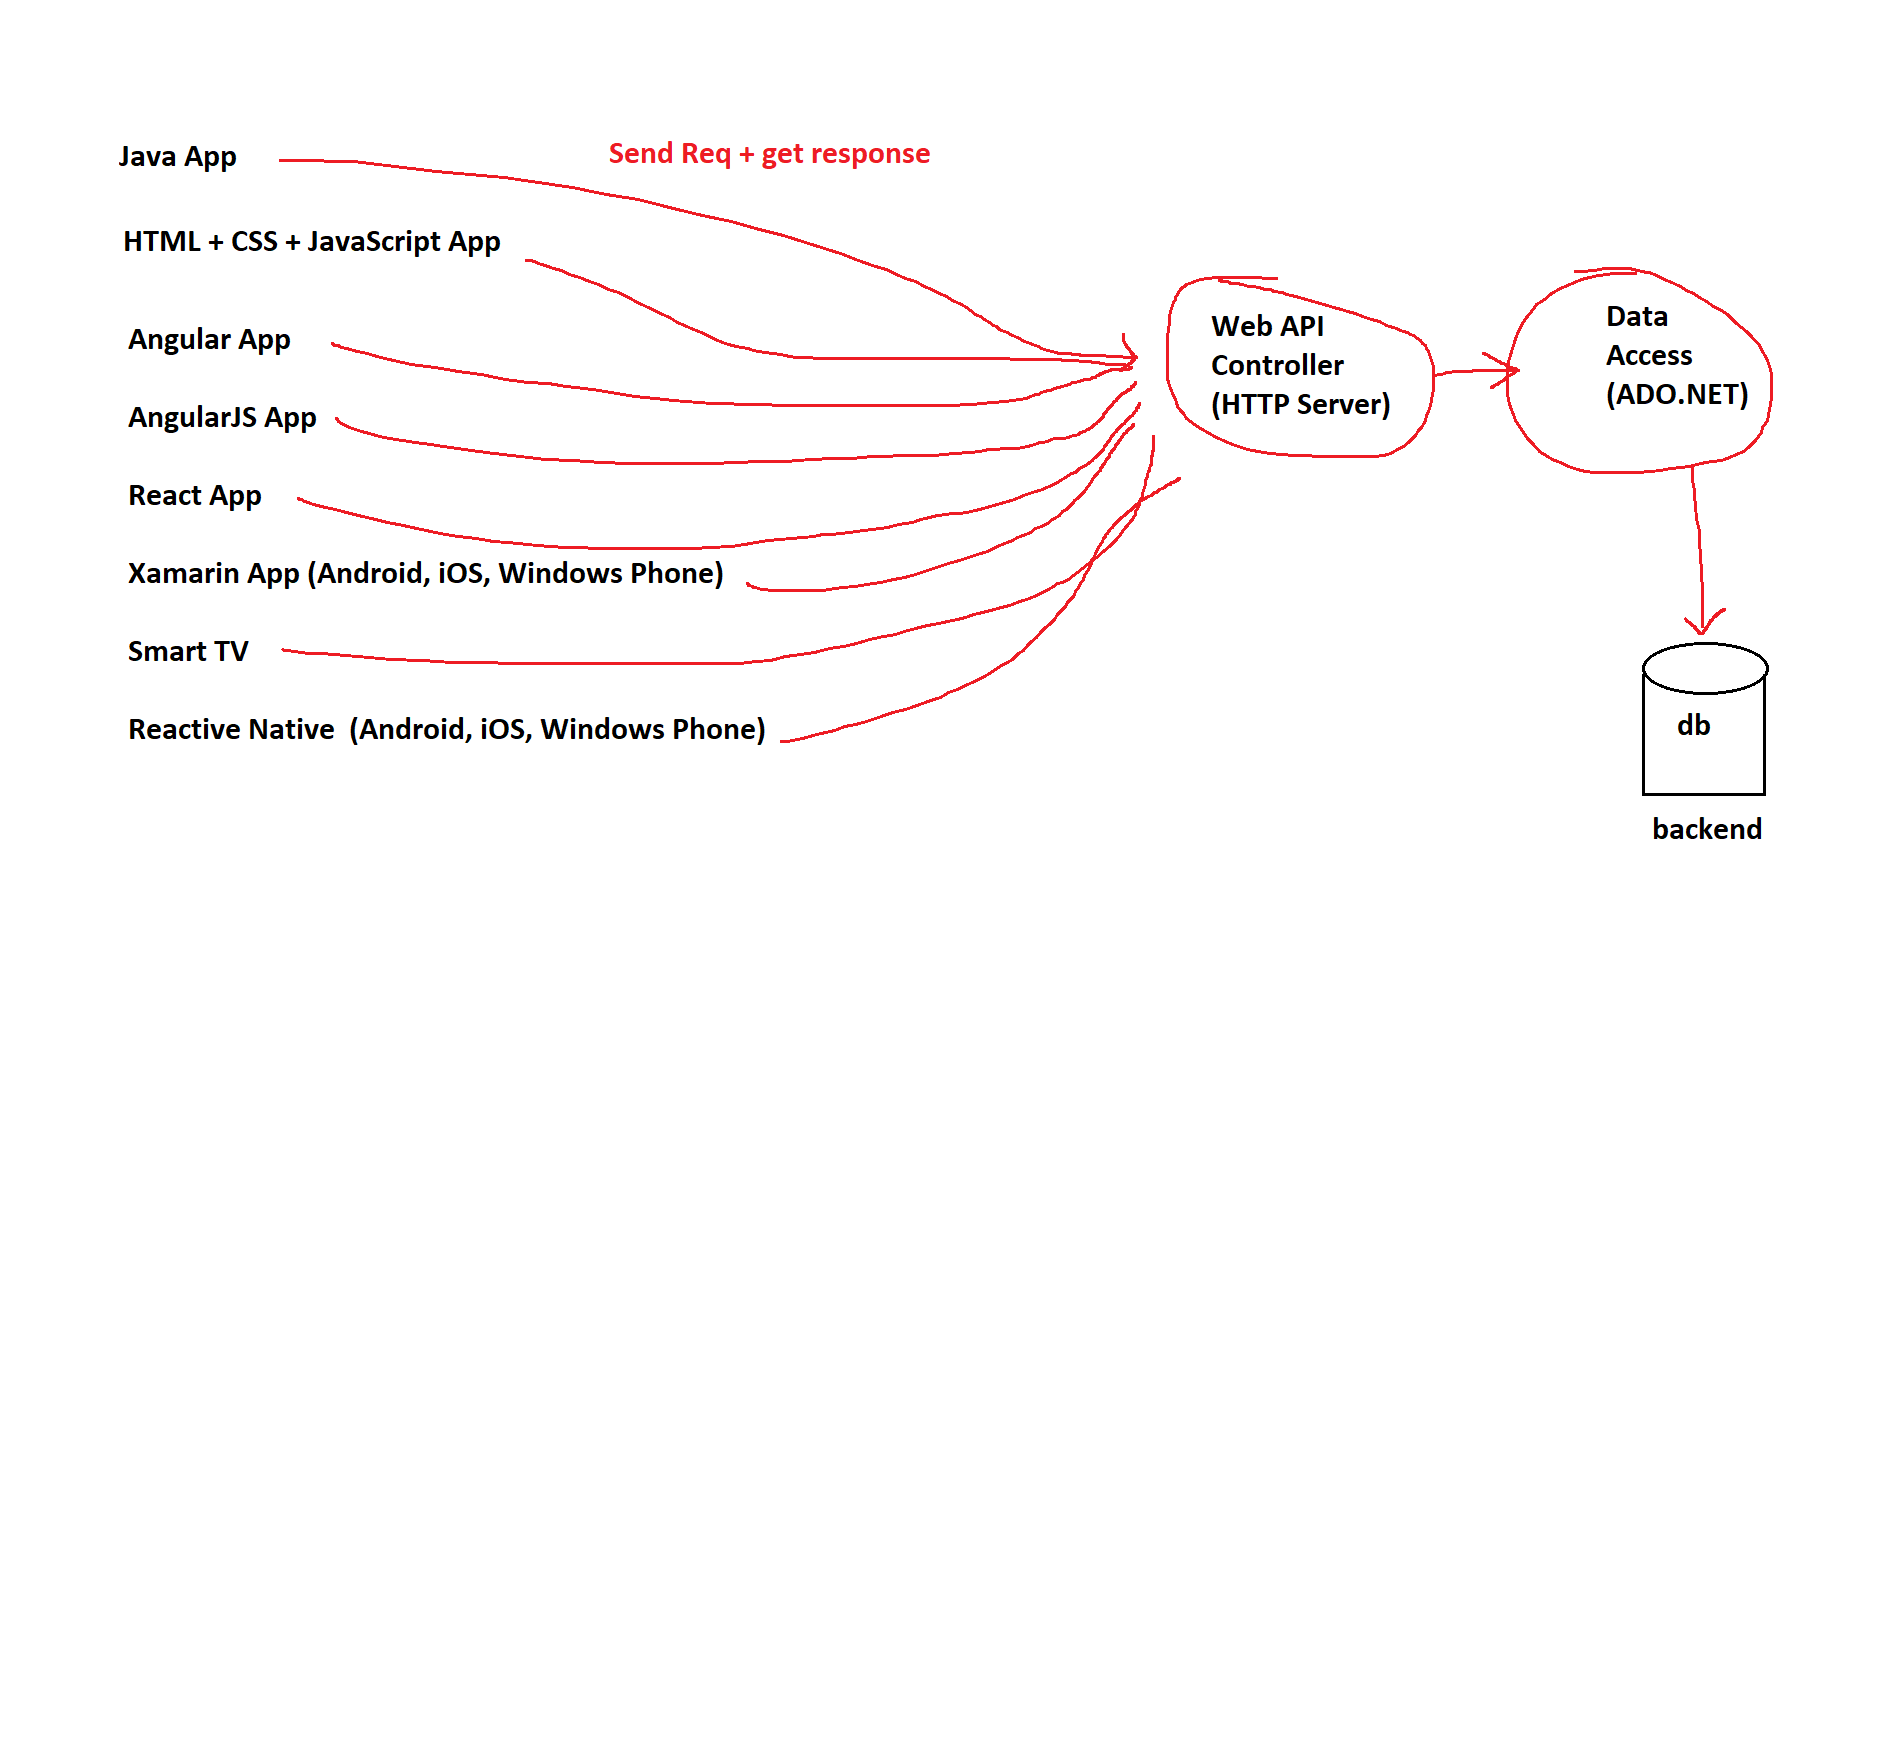 Java App
Send Req + get response
HTML + CSS + JavaScript App
Angular App
AngularJS App
React App
Xamarin App (Android, iOS, Windows Phone)
Smart TV
Reactive Native  (Android, iOS, Windows Phone)
Web API
Controller
(HTTP Server)
Data
Access
(ADO.NET)
db
backend